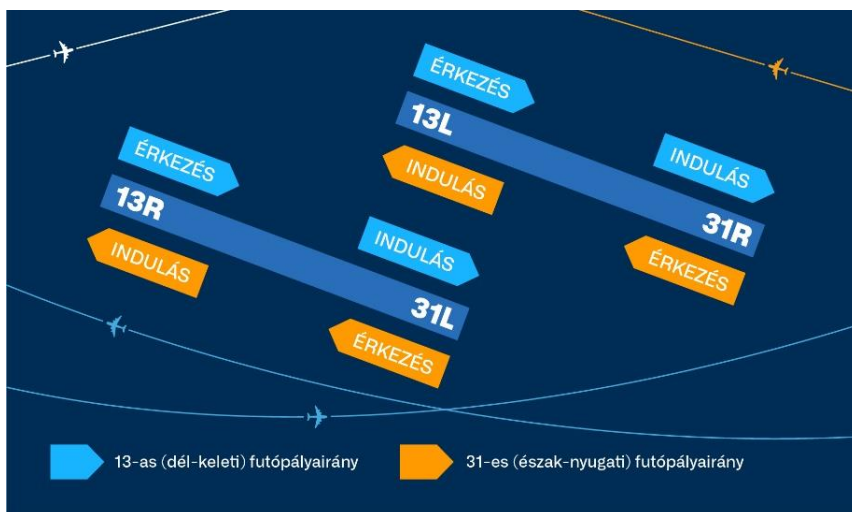 ÉRKEZÉS
13L
INDULÁS
INDULÁS
31R
ÉRKEZÉS
ÉRKEZÉS
13R
INDULÁS
INDULÁS
31L
ÉRKEZÉS
13-as (dél-keleti) futópályairány
31-es (észak-nyugati) futópályairány